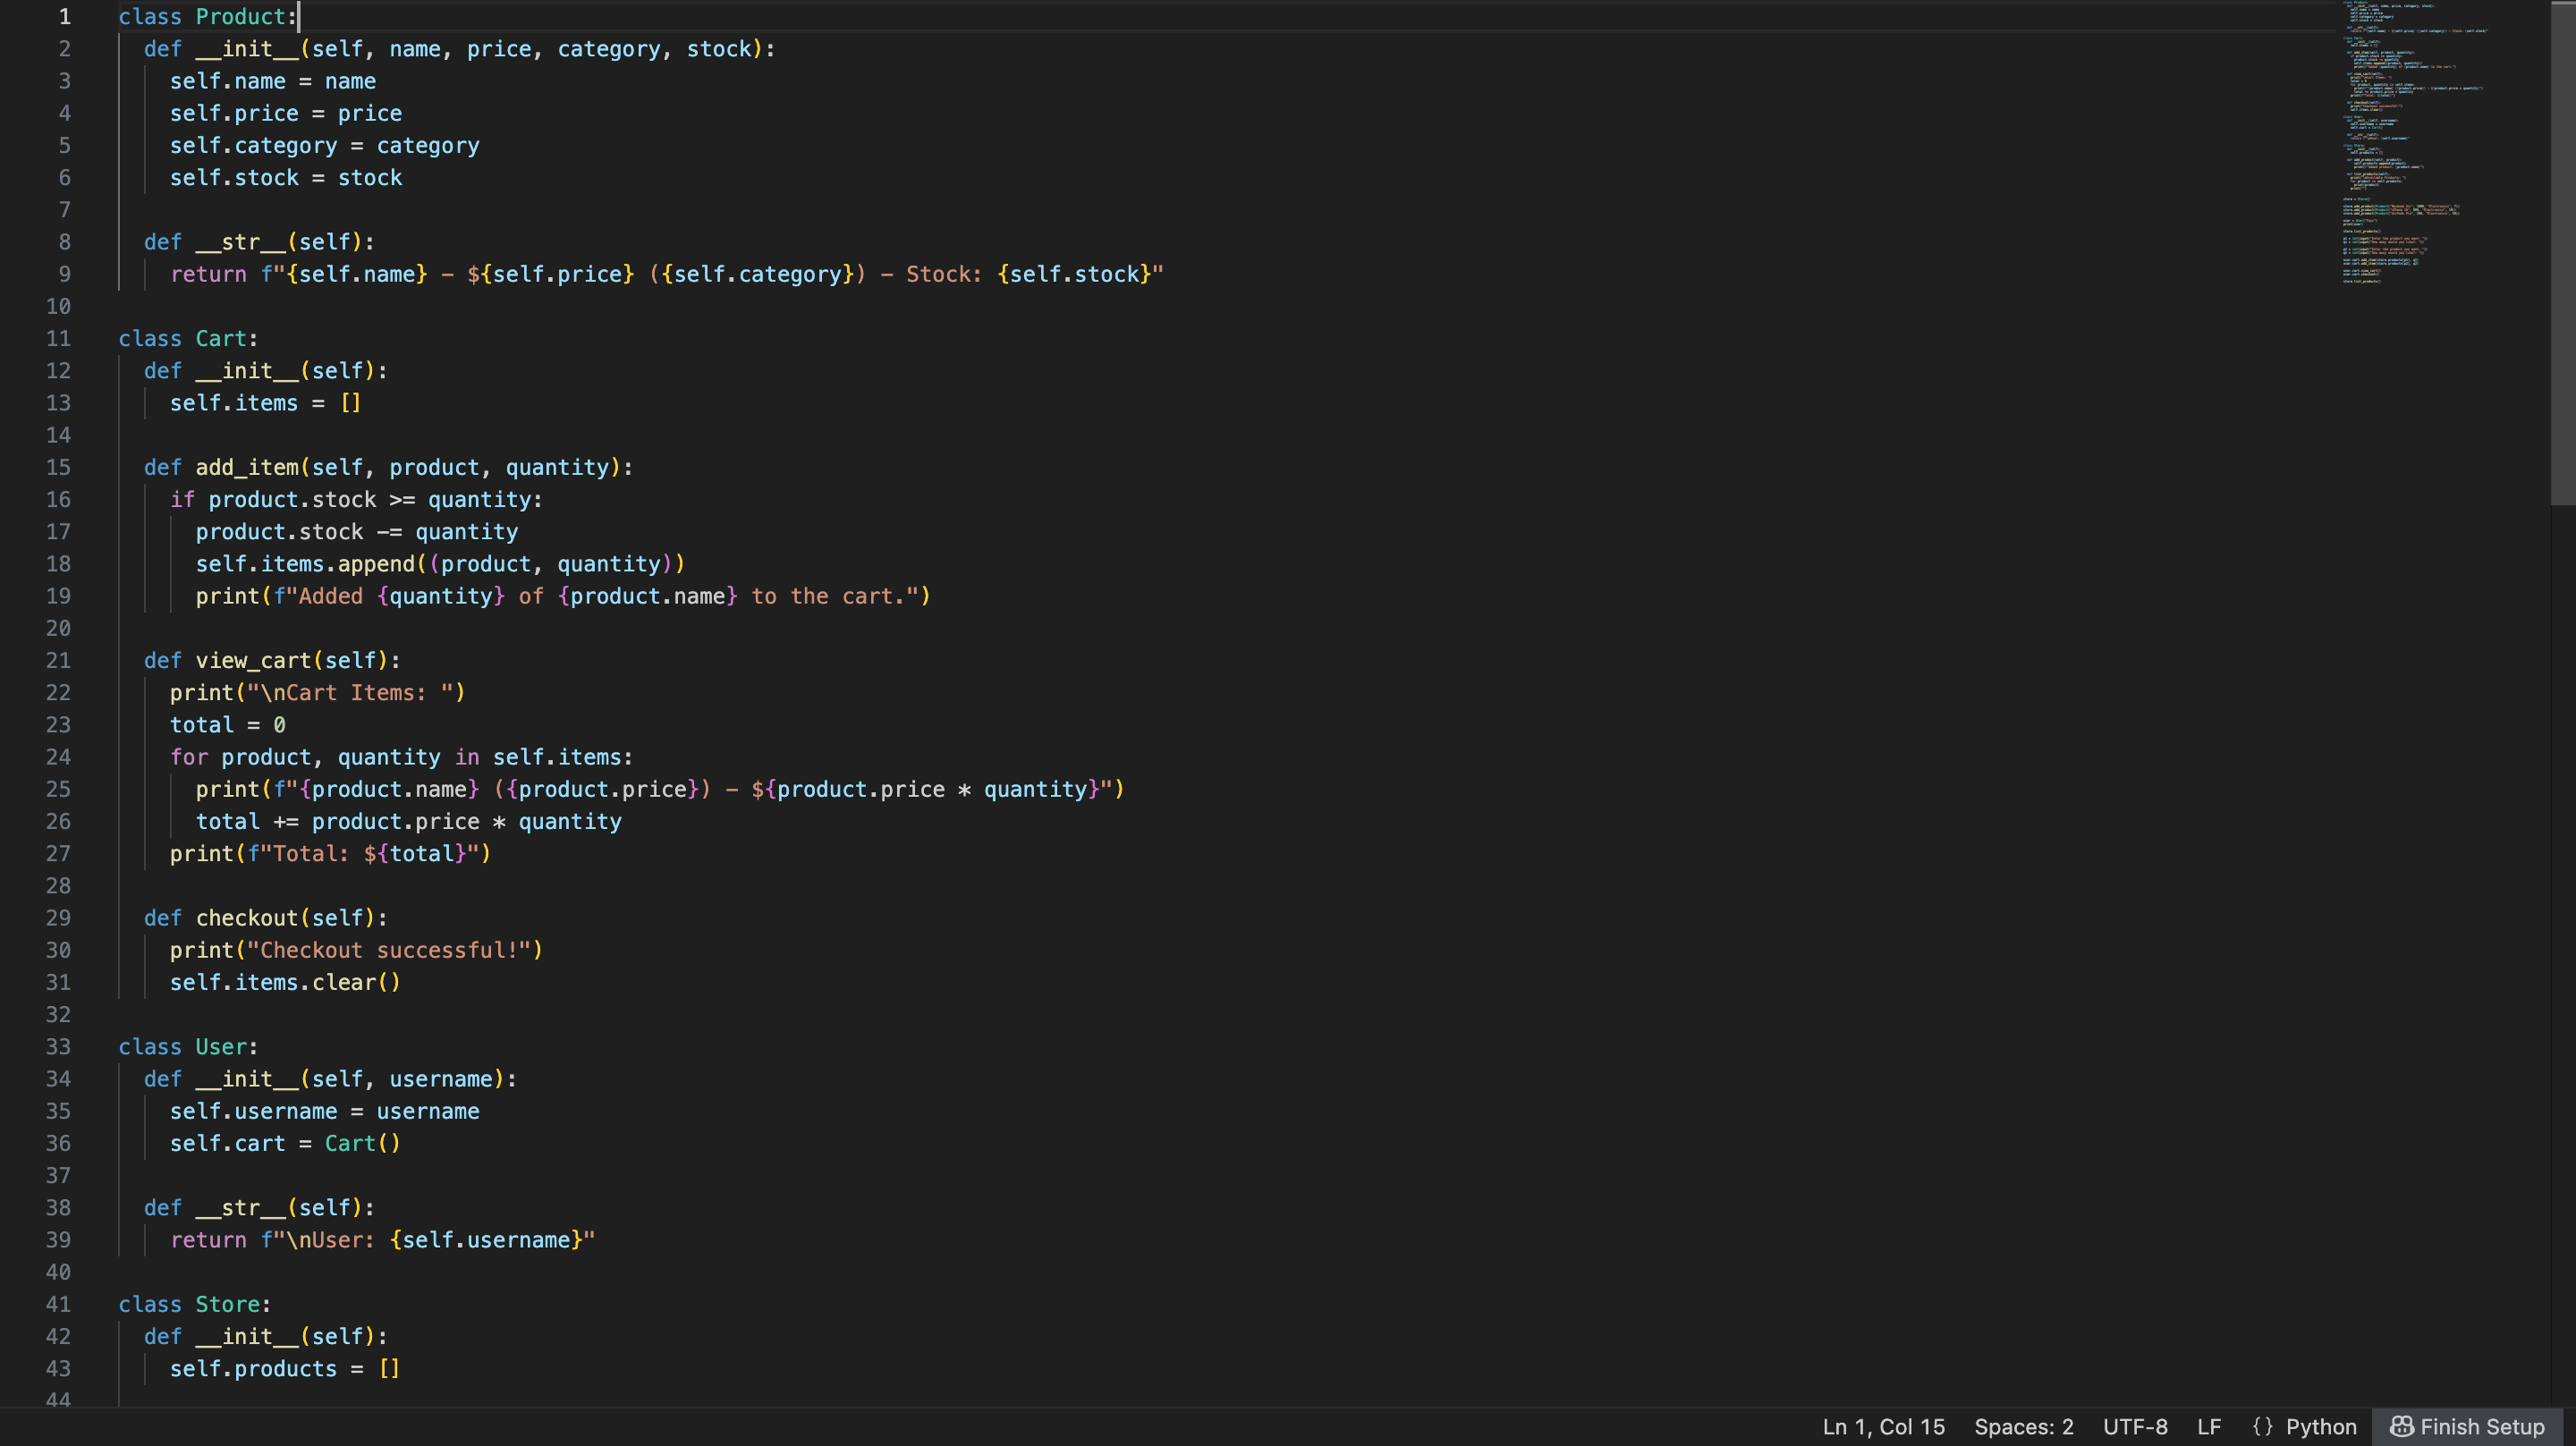 1 class Product:
2   def __init__(self, name, price, category, stock):
3     self.name = name
4     self.price = price
5     self.category = category
6     self.stock = stock
7
8   def __str__(self):
9     return f"{self.name} - ${self.price} ({self.category}) - Stock: {self.stock}"
10
11 class Cart:
12   def __init__(self):
13     self.items = []
14
15   def add_item(self, product, quantity):
16     if product.stock >= quantity:
17       product.stock -= quantity
18       self.items.append((product, quantity))
19       print(f"Added {quantity} of {product.name} to the cart.")
20
21   def view_cart(self):
22     print("\nCart Items: ")
23     total = 0
24     for product, quantity in self.items:
25       print(f"{product.name} ({product.price}) - ${product.price * quantity}")
26       total += product.price * quantity
27     print(f"Total: ${total}")
28
29   def checkout(self):
30     print("Checkout successful!")
31     self.items.clear()
32
33 class User:
34   def __init__(self, username):
35     self.username = username
36     self.cart = Cart()
37
38   def __str__(self):
39     return f"\nUser: {self.username}"
40
41 class Store:
42   def __init__(self):
43     self.products = []
44
Ln 1, Col 15 Spaces: 2 UTF-8 LF {} Python Finish Setup